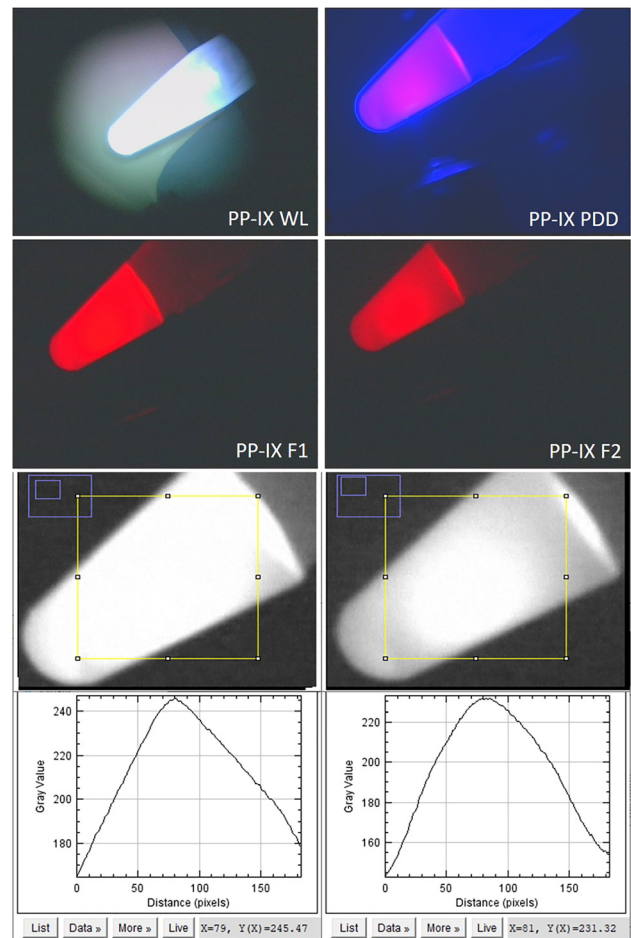 PP-IX WL
PP-IX PDD
PP-IX F1
PP-IX F2
240
220
200
180
Gray Value
0
50
100
150
Distance (pixels)
220
200
180
160
Gray Value
0
50
100
150
Distance (pixels)
List Data » More » Live X=79, Y(X)=245.47
List Data » More » Live X=81, Y(X)=231.32